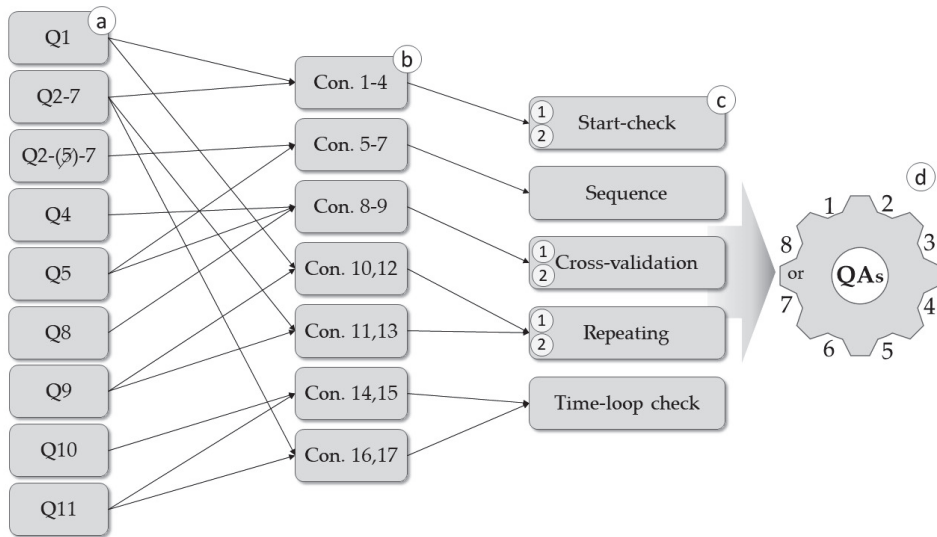 a
Q1
Q2-7
Q2-(5)-7
Q4
Q5
Q8
Q9
Q10
Q11
b
Con. 1-4
Con. 5-7
Con. 8-9
Con. 10,12
Con. 11,13
Con. 14,15
Con. 16,17
c
1
2
Start-check
Sequence
1
2
Cross-validation
1
2
Repeating
Time-loop check
d
1
2
3
4
5
6
7
or
8
QAs